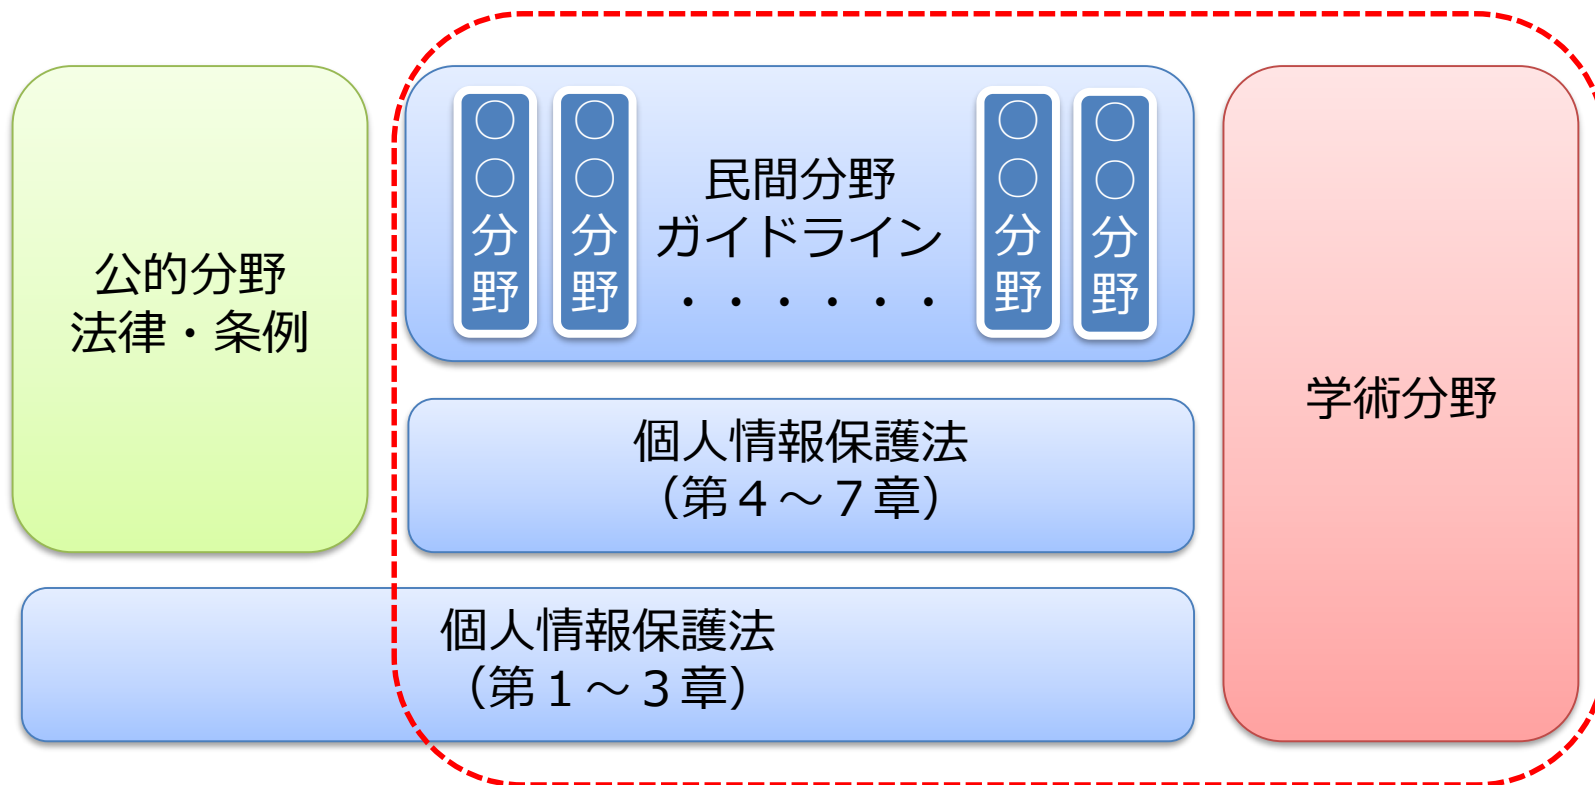 公的分野
法律・条例
○○分野
○○分野
民間分野
ガイドライン
・・・・・・
○○分野
○○分野
個人情報保護法
（第４～７章）
個人情報保護法
（第１～３章）
学術分野